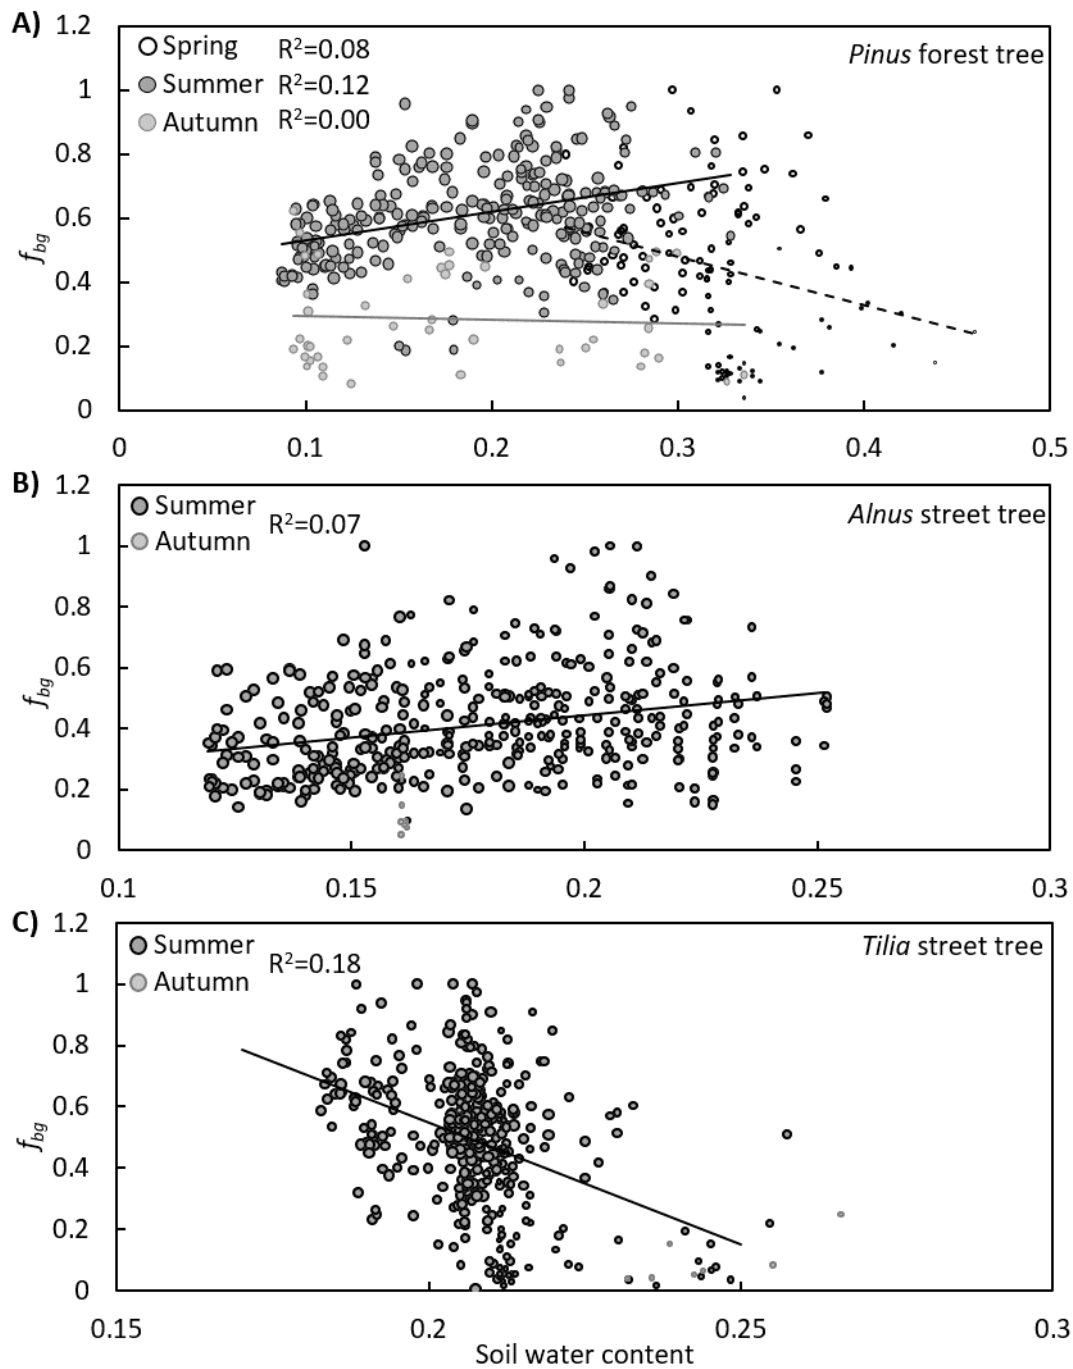 A)
1.2
Spring R²=0.08
Pinus forest tree
Summer R²=0.12
Autumn R²=0.00
1
0.8
0.6
0.4
0.2
0
f_bg
0 0.1 0.2 0.3 0.4 0.5
B)
1.2
Summer
Alnus street tree
R²=0.07
Autumn
1
0.8
0.6
0.4
0.2
0
f_bg
0.1 0.15 0.2 0.25 0.3
C)
1.2
Summer
Tilia street tree
R²=0.18
Autumn
1
0.8
0.6
0.4
0.2
0
f_bg
0.15 0.2 0.25 0.3
Soil water content